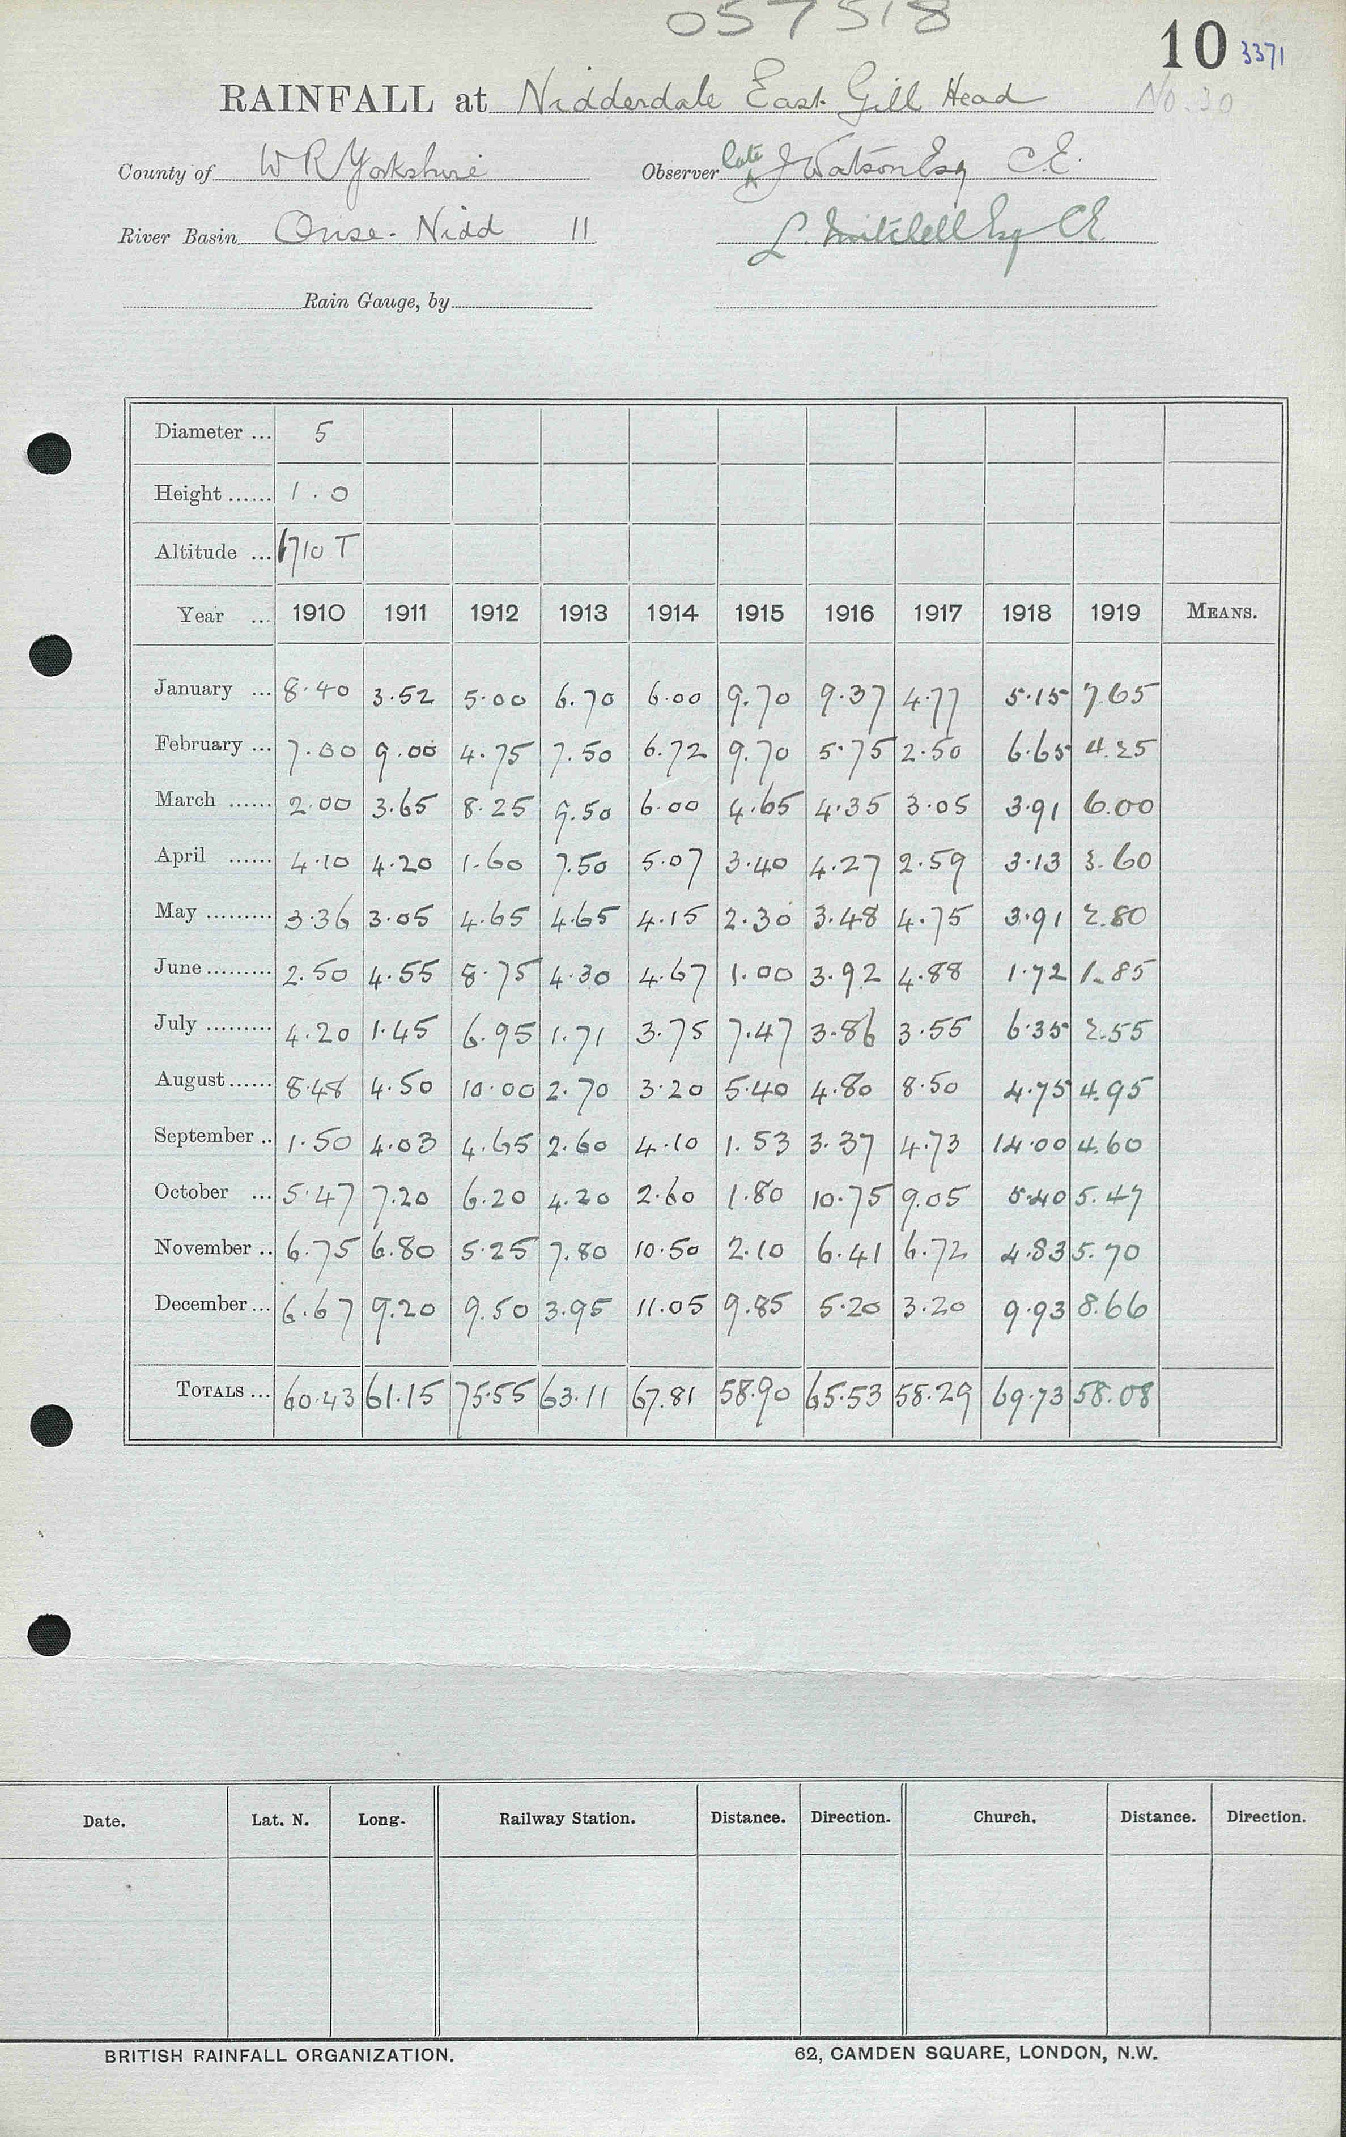 057518
10 3371
RAINFALL at Nidderdale East Gill Head No. 30
County of W R Yorkshire Observer late J Watson Esq C.E.
River Basin Ouse - Nidd 11 L. Mitchell Esq CE
Rain Gauge, by
Diameter ... 5
Height ...... 1.0
Altitude ... 710 T
Year ... 1910 1911 1912 1913 1914 1915 1916 1917 1918 1919 MEANS.
January ... 8.40 3.52 5.00 6.70 6.00 9.70 9.37 4.77 5.15 7.65
February ... 7.00 9.00 4.75 7.50 6.72 9.70 5.75 2.50 6.65 4.25
March ...... 2.00 3.65 8.25 9.50 6.00 4.65 4.35 3.05 3.91 6.00
April ...... 4.10 4.20 1.60 7.50 5.07 3.40 4.27 2.59 3.13 3.60
May ......... 3.36 3.05 4.65 4.65 4.15 2.30 3.48 4.75 3.91 2.80
June ......... 2.50 4.55 8.75 4.30 4.67 1.00 3.92 4.88 1.72 1.85
July ......... 4.20 1.45 6.95 1.71 3.75 7.47 3.86 3.55 6.35 2.55
August ...... 8.48 4.50 10.00 2.70 3.20 5.40 4.80 8.50 4.75 4.95
September .. 1.50 4.03 4.65 2.60 4.10 1.53 3.37 4.73 14.00 4.60
October ... 5.47 7.20 6.20 4.20 2.60 1.80 10.75 9.05 5.40 5.47
November .. 6.75 6.80 5.25 7.80 10.50 2.10 6.41 6.72 4.83 5.70
December ... 6.67 9.20 9.50 3.95 11.05 9.85 5.20 3.20 9.93 8.66
TOTALS ... 60.43 61.15 75.55 63.11 67.81 58.90 65.53 58.29 69.73 58.08
Date. Lat. N. Long. Railway Station. Distance. Direction. Church. Distance. Direction.
BRITISH RAINFALL ORGANIZATION. 62, CAMDEN SQUARE, LONDON, N.W.